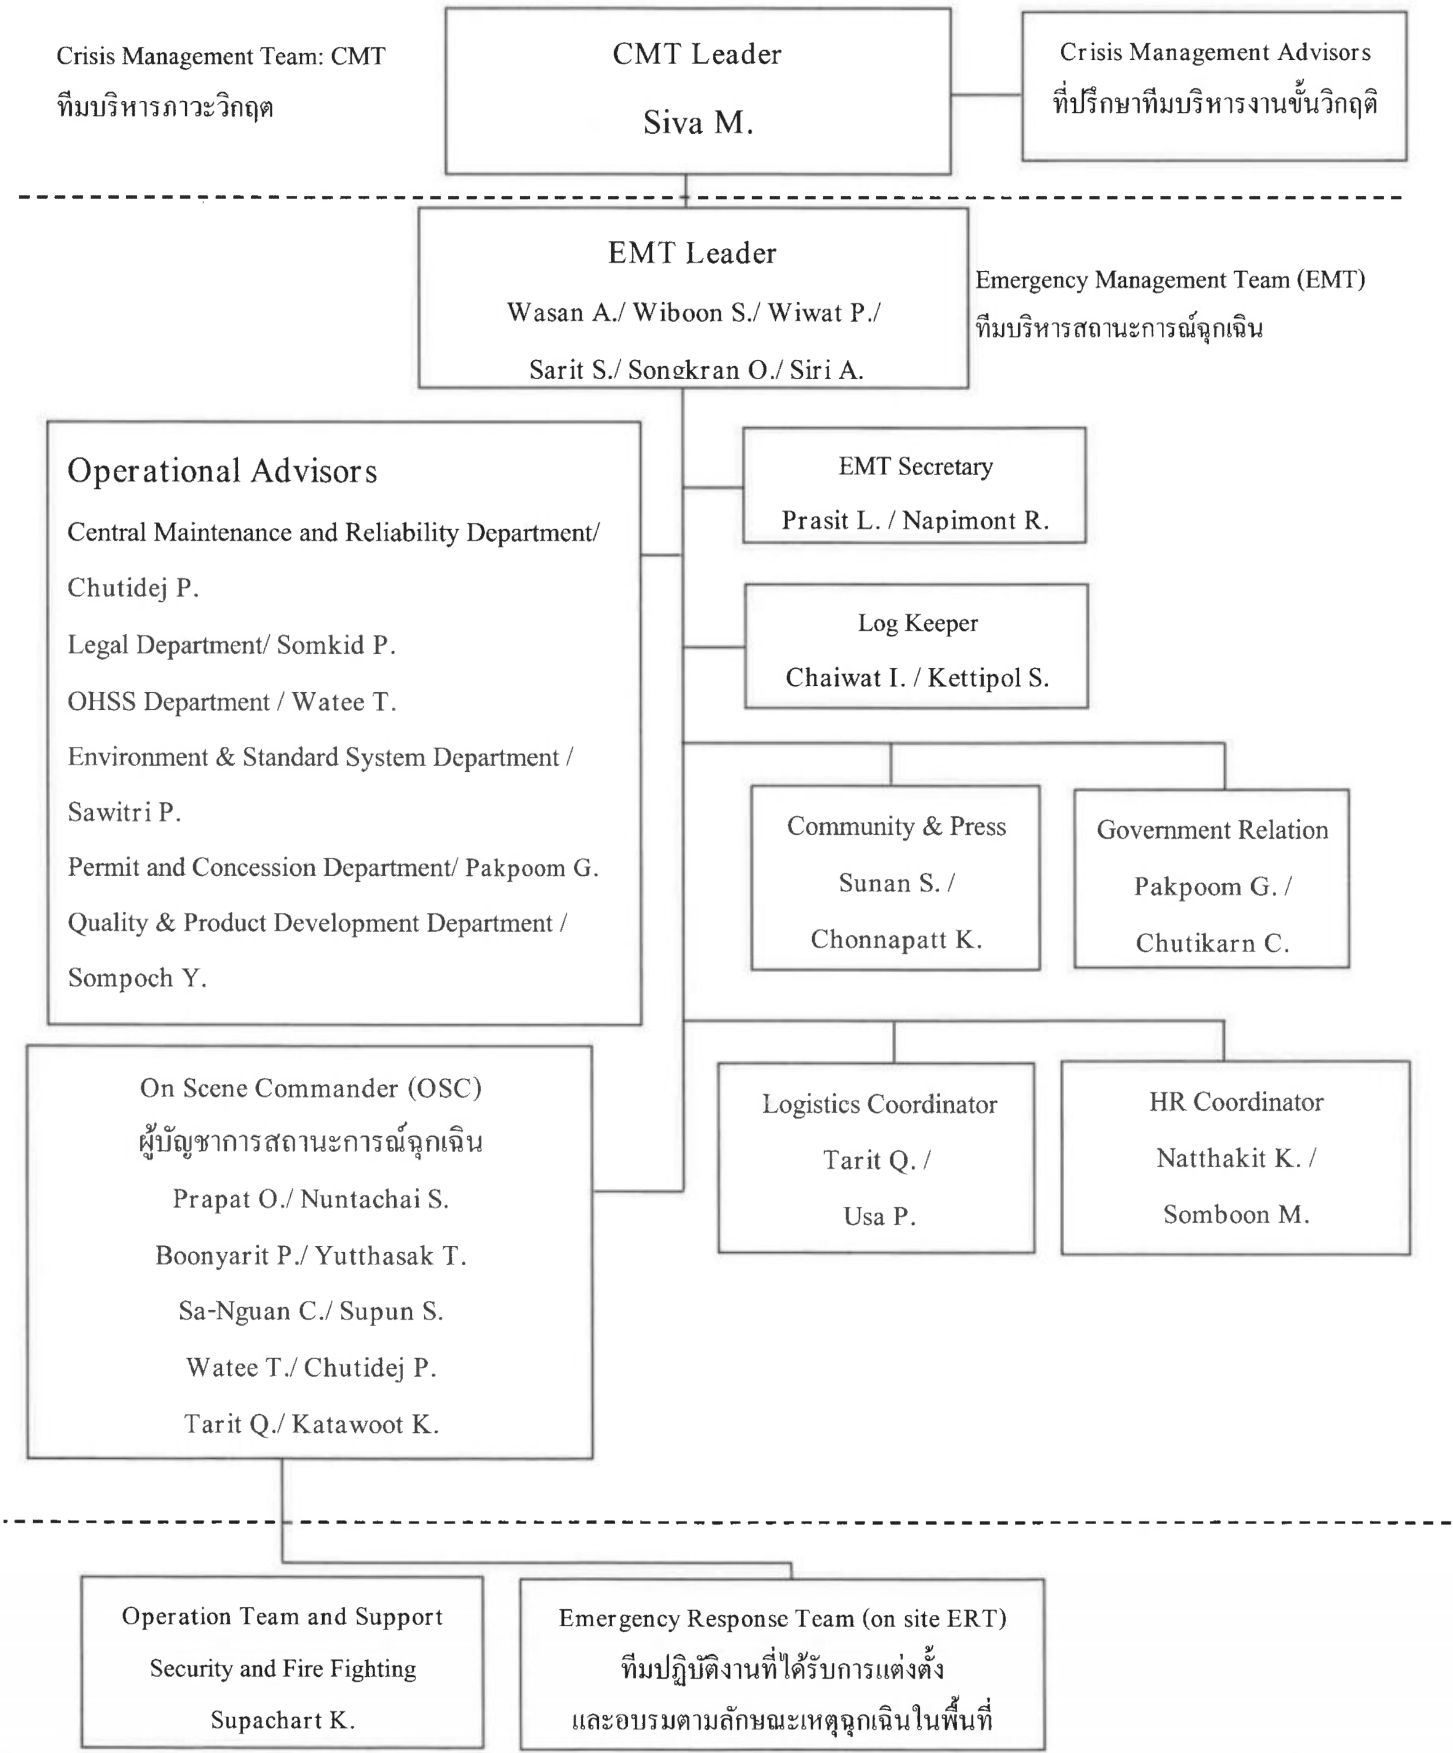 Crisis Management Team: CMT
ทีมบริหารภาวะวิกฤต
CMT Leader
Siva M.
Crisis Management Advisors
ที่ปรึกษาทีมบริหารงานขั้นวิกฤติ
EMT Leader
Wasan A./ Wiboon S./ Wiwat P./
Sarit S./ Songkran O./ Siri A.
Emergency Management Team (EMT)
ทีมบริหารสถานะการณ์ฉุกเฉิน
Operational Advisors
Central Maintenance and Reliability Department/
Chutidej P.
Legal Department/ Somkid P.
OHSS Department / Watee T.
Environment & Standard System Department /
Sawitri P.
Permit and Concession Department/ Pakpoom G.
Quality & Product Development Department /
Sompoch Y.
EMT Secretary
Prasit L. / Napimont R.
Log Keeper
Chaiwat I. / Kettipol S.
Community & Press
Sunan S. /
Chonnapatt K.
Government Relation
Pakpoom G. /
Chutikarn C.
On Scene Commander (OSC)
ผู้บัญชาการสถานะการณ์ฉุกเฉิน
Prapat O./ Nuntachai S.
Boonyarit P./ Yutthasak T.
Sa-Nguan C./ Supun S.
Watee T./ Chutidej P.
Tarit Q./ Katawoot K.
Logistics Coordinator
Tarit Q. /
Usa P.
HR Coordinator
Natthakit K. /
Somboon M.
Operation Team and Support
Security and Fire Fighting
Supachart K.
Emergency Response Team (on site ERT)
ทีมปฏิบัติงานที่ได้รับการแต่งตั้ง
และอบรมตามลักษณะเหตุฉุกเฉินในพื้นที่